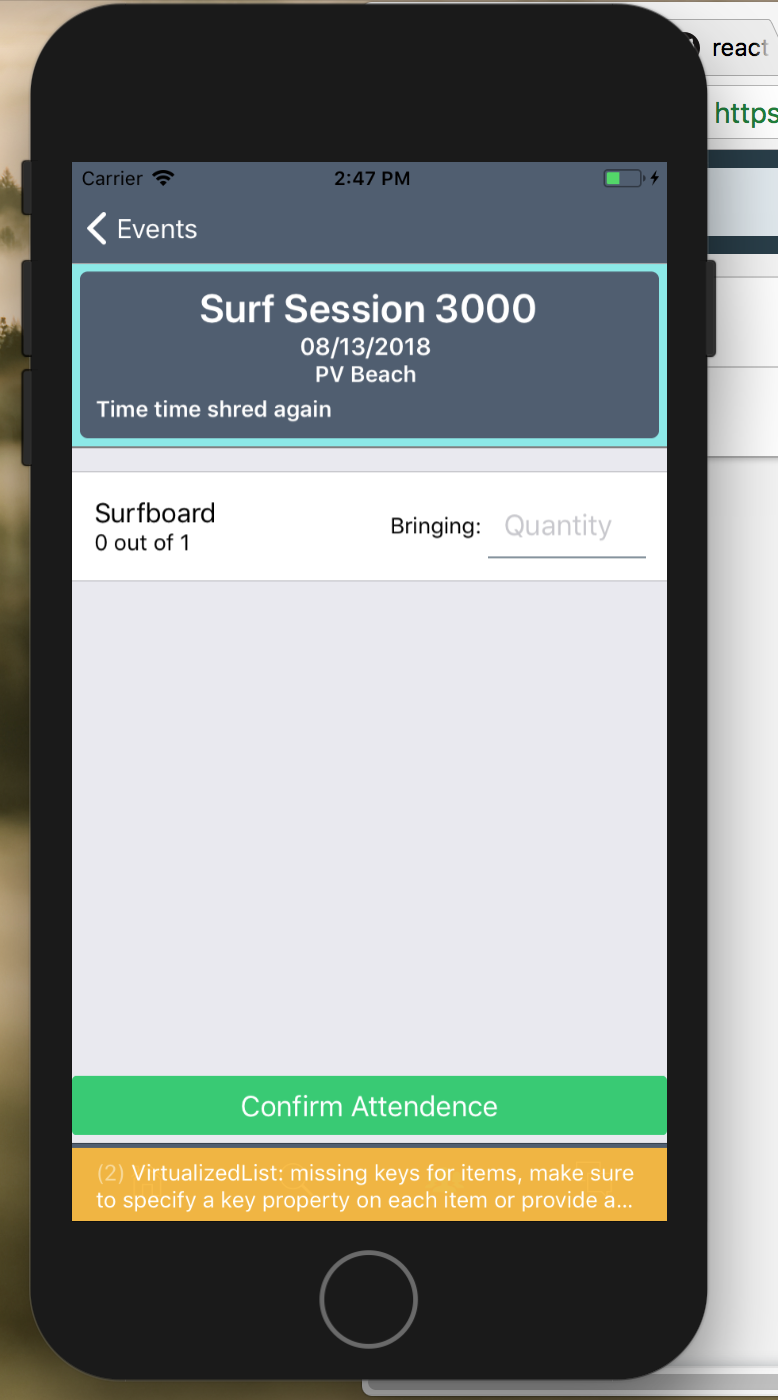 react
https
Carrier
2:47 PM
Events
Surf Session 3000
08/13/2018
PV Beach
Time time shred again
Surfboard
0 out of 1
Bringing:
Quantity
Confirm Attendence
(2) VirtualizedList: missing keys for items, make sure
to specify a key property on each item or provide a...